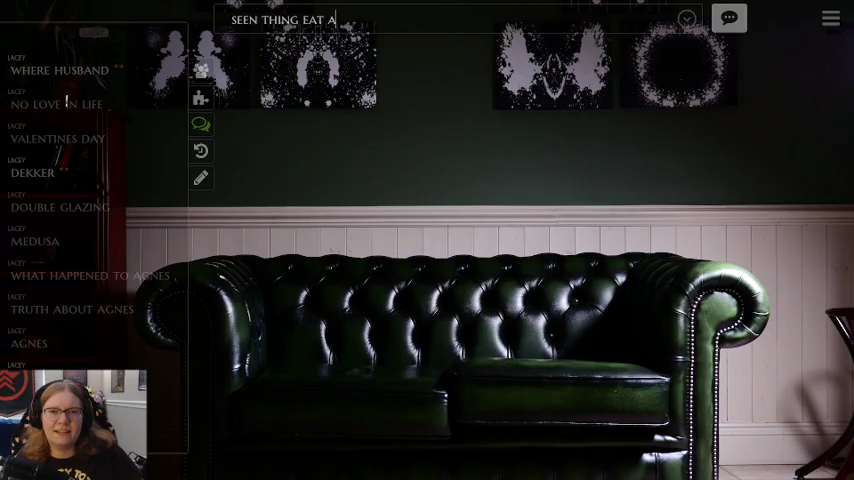 SEEN THING EAT A
LACEY
WHERE HUSBAND **
LACEY
NO LOVE IN LIFE
LACEY
VALENTINES DAY
LACEY
DEKKER **
LACEY
DOUBLE GLAZING
LACEY
MEDUSA
LACEY
WHAT HAPPENED TO AGNES
LACEY
TRUTH ABOUT AGNES
LACEY
AGNES
LACEY